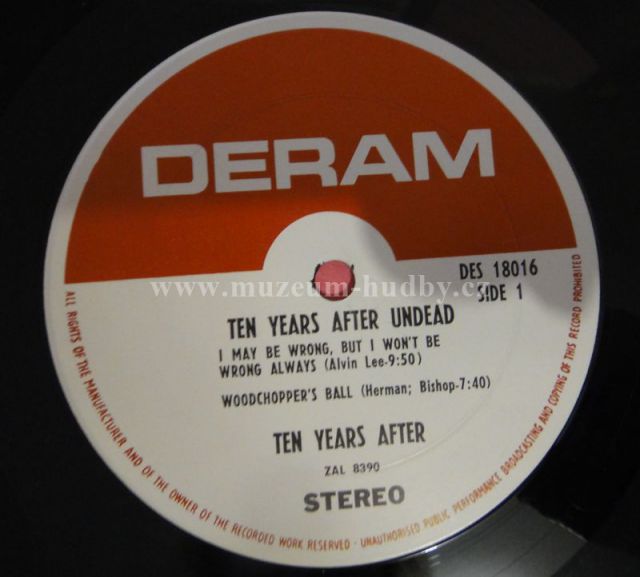 DERAM
www.muzeum-hudby.cz
DES 18016
SIDE 1
TEN YEARS AFTER UNDEAD
I MAY BE WRONG, BUT I WON'T BE
WRONG ALWAYS (Alvin Lee-9:50)
WOODCHOPPER'S BALL (Herman; Bishop-7:40)
TEN YEARS AFTER
ZAL 8390
STEREO
ALL RIGHTS OF THE MANUFACTURER AND OF THE OWNER OF THE RECORDED WORK RESERVED · UNAUTHORISED PUBLIC PERFORMANCE BROADCASTING AND COPYING OF THIS RECORD PROHIBITED